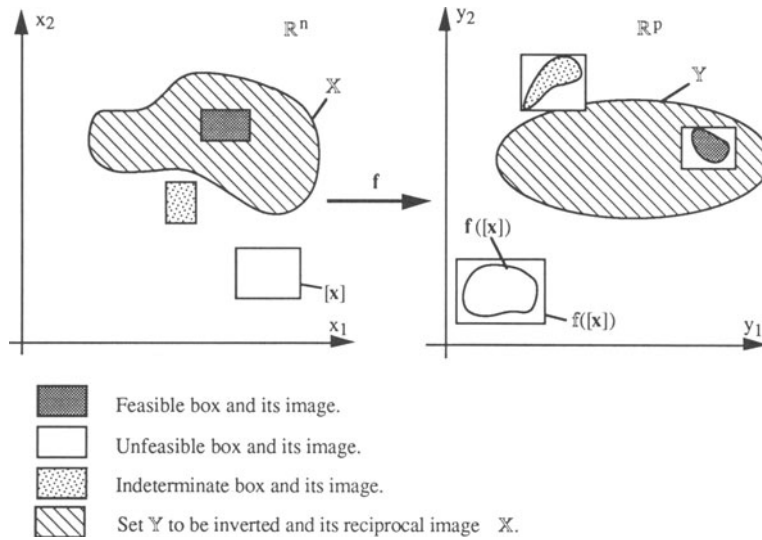 x₂
ℝⁿ
𝕏
f
[x]
x₁
y₂
ℝᵖ
𝕐
f([x])
𝕗([x])
y₁
Feasible box and its image.
Unfeasible box and its image.
Indeterminate box and its image.
Set 𝕐 to be inverted and its reciprocal image 𝕏.